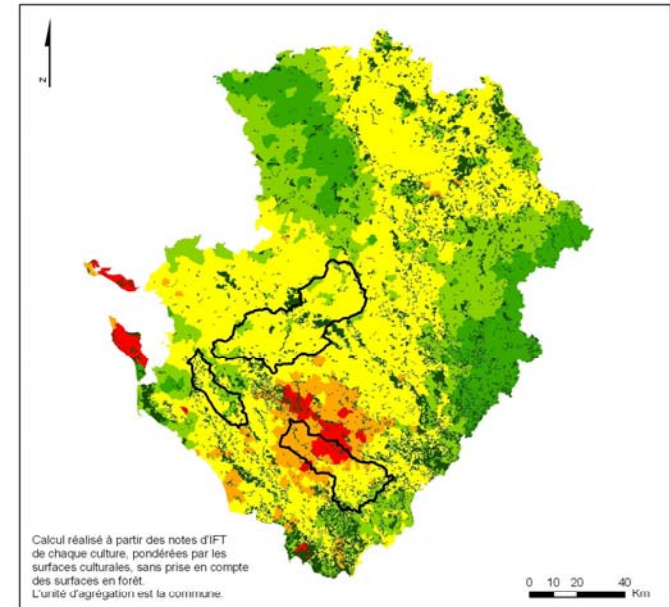 N
Calcul réalisé à partir des notes d'IFT
de chaque culture, pondérées par les
surfaces culturales, sans prise en compte
des surfaces en forêt.
L'unité d'agrégation est la commune.
0 10 20 40
Km